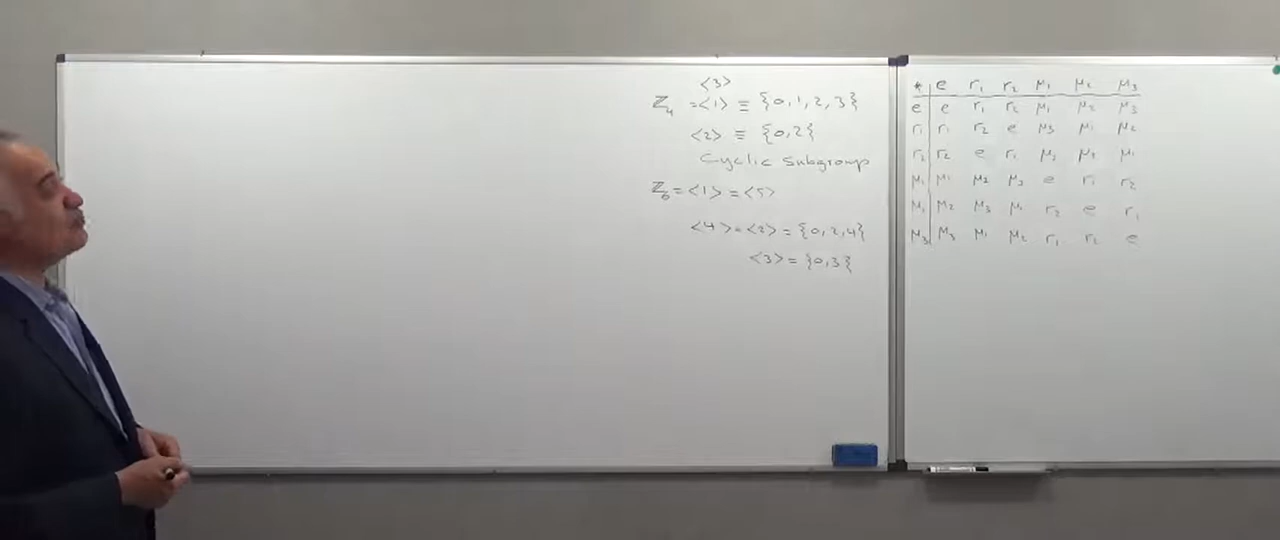 <3>
ℤ₄ = <1> ≡ {0,1,2,3}
<2> ≡ {0,2}
Cyclic Subgroup
ℤ₆ = <1> = <5>
<4> = <2> = {0,2,4}
<3> = {0,3}
* e r₁ r₂ μ₁ μ₂ μ₃
e e r₁ r₂ μ₁ μ₂ μ₃
r₁ r₁ r₂ e μ₃ μ₁ μ₂
r₂ r₂ e r₁ μ₂ μ₃ μ₁
μ₁ μ₁ μ₂ μ₃ e r₁ r₂
μ₂ μ₂ μ₃ μ₁ r₂ e r₁
μ₃ μ₃ μ₁ μ₂ r₁ r₂ e